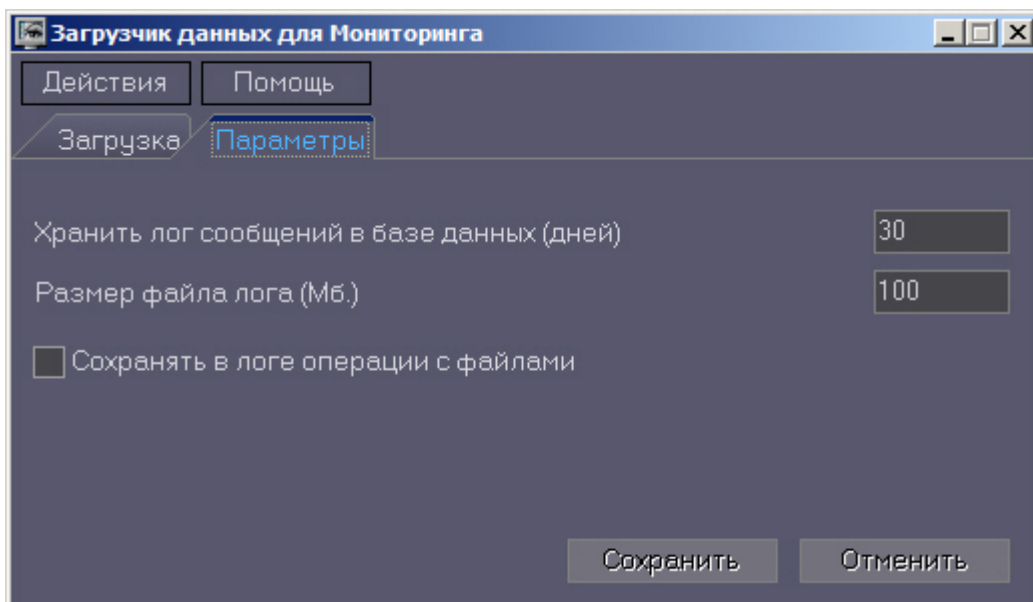 Загрузчик данных для Мониторинга
Действия Помощь
Загрузка Параметры
Хранить лог сообщений в базе данных (дней) 30
Размер файла лога (Мб.) 100
Сохранять в логе операции с файлами
Сохранить Отменить